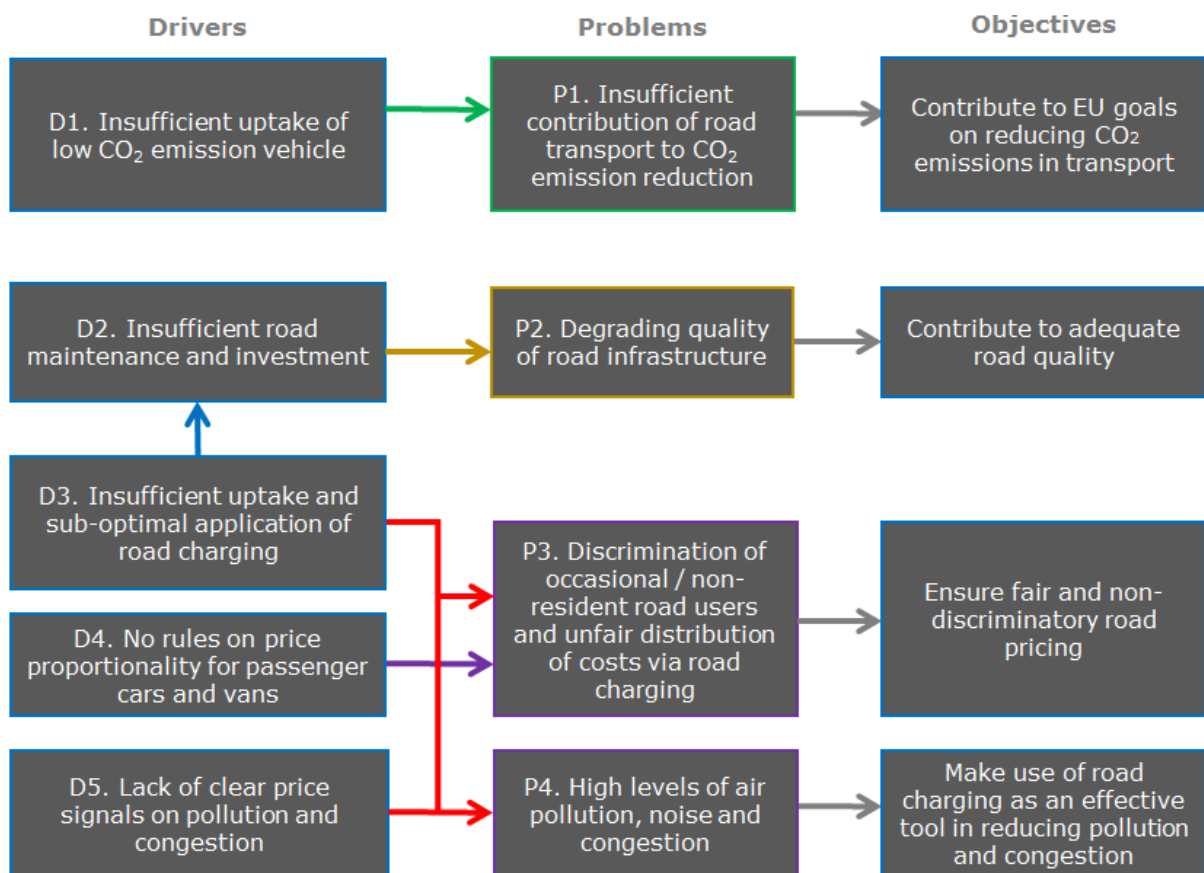 Drivers
Problems
Objectives
D1. Insufficient uptake of
low CO₂ emission vehicle
P1. Insufficient
contribution of road
transport to CO₂
emission reduction
Contribute to EU goals
on reducing CO₂
emissions in transport
D2. Insufficient road
maintenance and investment
P2. Degrading quality
of road infrastructure
Contribute to adequate
road quality
D3. Insufficient uptake and
sub-optimal application of
road charging
P3. Discrimination of
occasional / non-
resident road users
and unfair distribution
of costs via road
charging
Ensure fair and non-
discriminatory road
pricing
D4. No rules on price
proportionality for passenger
cars and vans
D5. Lack of clear price
signals on pollution and
congestion
P4. High levels of air
pollution, noise and
congestion
Make use of road
charging as an effective
tool in reducing pollution
and congestion